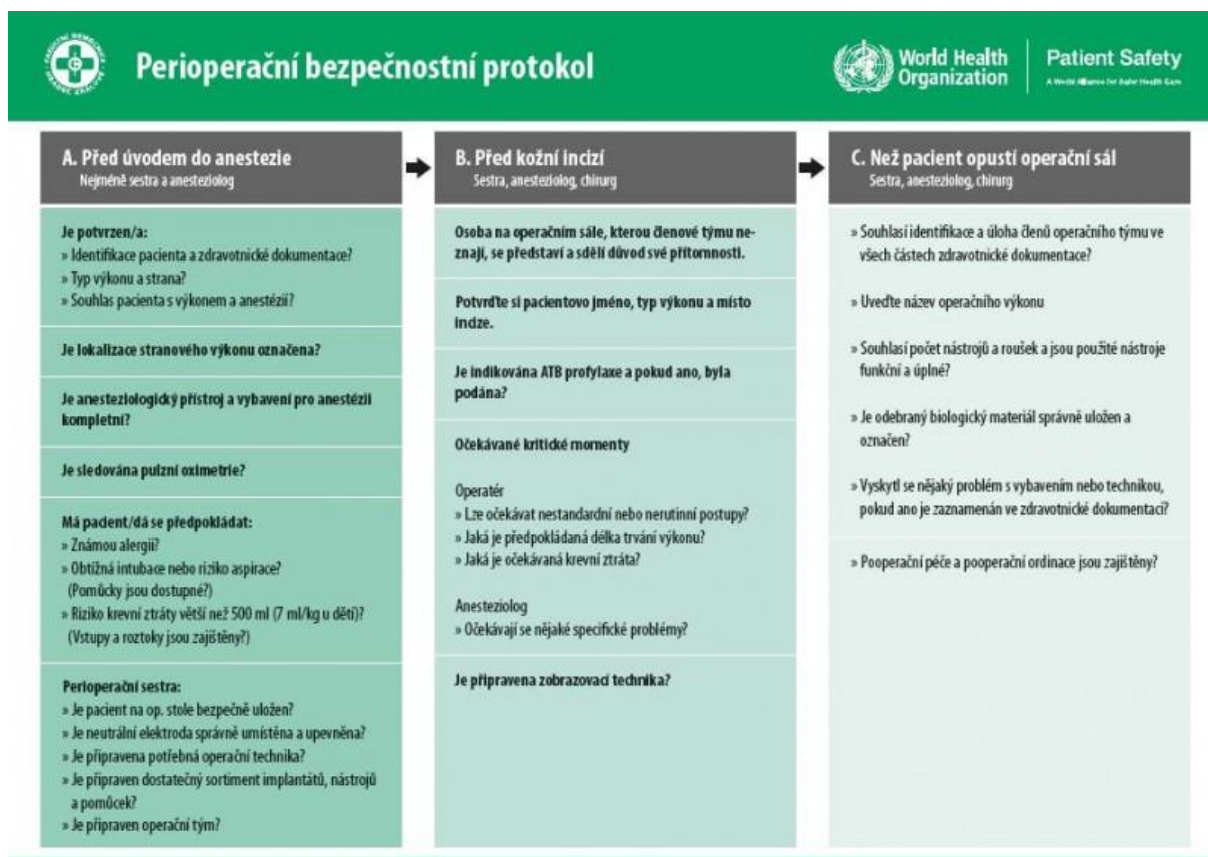 FAKULTNÍ NEMOCNICE
HRADEC KRÁLOVÉ
Perioperační bezpečnostní protokol
World Health
Organization
Patient Safety
A World Alliance for Safer Health Care
A. Před úvodem do anestezie
Nejméně sestra a anesteziolog
Je potvrzen/a:
» Identifikace pacienta a zdravotnické dokumentace?
» Typ výkonu a strana?
» Souhlas pacienta s výkonem a anestézií?
Je lokalizace stranového výkonu označena?
Je anesteziologický přístroj a vybavení pro anestézii
kompletní?
Je sledována pulzní oximetrie?
Má pacient/dá se předpokládat:
» Známou alergii?
» Obtížná intubace nebo riziko aspirace?
(Pomůcky jsou dostupné?)
» Riziko krevní ztráty větší než 500 ml (7 ml/kg u dětí)?
(Vstupy a roztoky jsou zajištěny?)
Perioperační sestra:
» Je pacient na op. stole bezpečně uložen?
» Je neutrální elektroda správně umístěna a upevněna?
» Je připravena potřebná operační technika?
» Je připraven dostatečný sortiment implantátů, nástrojů
a pomůcek?
» Je připraven operační tým?
B. Před kožní incizí
Sestra, anesteziolog, chirurg
Osoba na operačním sále, kterou členové týmu ne-
znají, se představí a sdělí důvod své přítomnosti.
Potvrďte si pacientovo jméno, typ výkonu a místo
incize.
Je indikována ATB profylaxe a pokud ano, byla
podána?
Očekávané kritické momenty
Operatér
» Lze očekávat nestandardní nebo nerutinní postupy?
» Jaká je předpokládaná délka trvání výkonu?
» Jaká je očekávaná krevní ztráta?
Anesteziolog
» Očekávají se nějaké specifické problémy?
Je připravena zobrazovací technika?
C. Než pacient opustí operační sál
Sestra, anesteziolog, chirurg
» Souhlasí identifikace a úloha členů operačního týmu ve
všech částech zdravotnické dokumentace?
» Uveďte název operačního výkonu
» Souhlasí počet nástrojů a roušek a jsou použité nástroje
funkční a úplné?
» Je odebraný biologický materiál správně uložen a
označen?
» Vyskytl se nějaký problém s vybavením nebo technikou,
pokud ano je zaznamenán ve zdravotnické dokumentaci?
» Pooperační péče a pooperační ordinace jsou zajištěny?